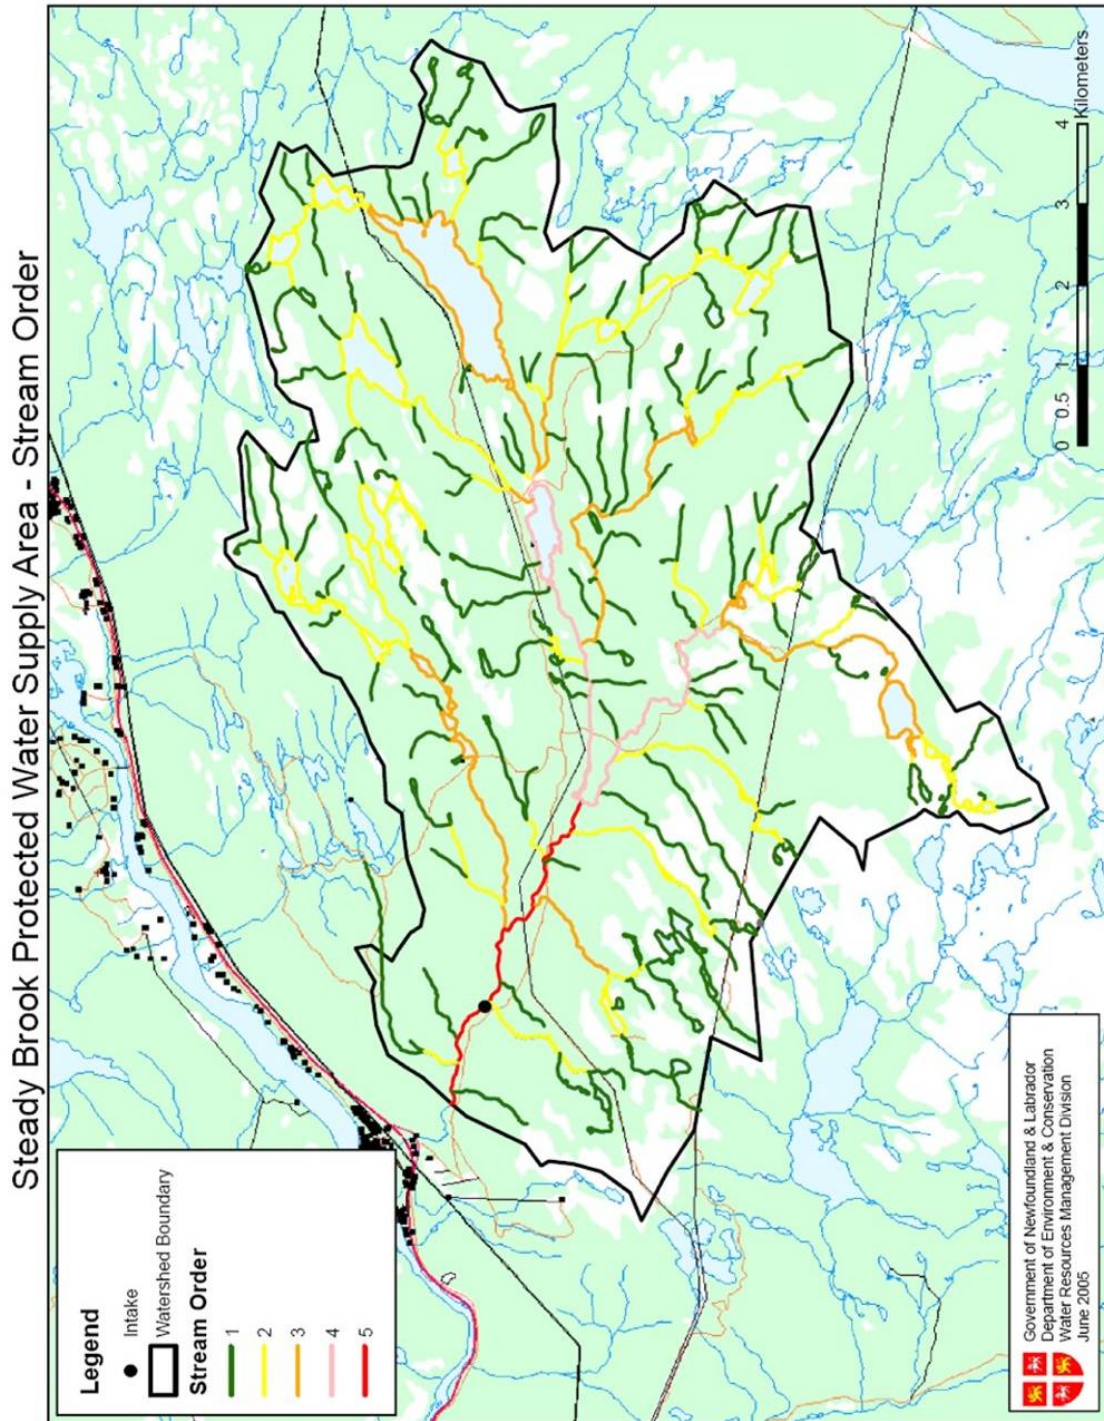 Steady Brook Protected Water Supply Area - Stream Order
Legend
Intake
Watershed Boundary
Stream Order
1
2
3
4
5
Government of Newfoundland & Labrador
Department of Environment & Conservation
Water Resources Management Division
June 2005
0 0.5 1 2 3 4
Kilometers